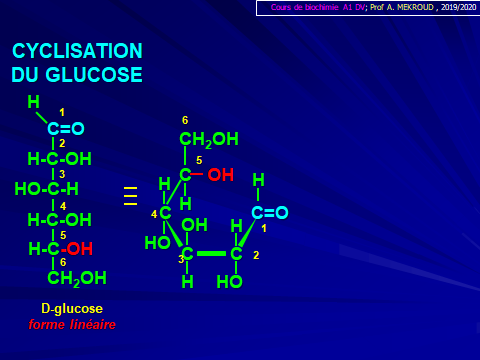 Cours de biochimie A1 DV; Prof A. MEKROUD , 2019/2020
CYCLISATION
DU GLUCOSE
H
1
C=O
2
H-C-OH
3
HO-C-H
4
H-C-OH
5
H-C-OH
6
CH2OH
D-glucose
forme linéaire
6
CH2OH
5
C OH
H
H
H
4 C
C=O
1
OH
H
HO
3 C
C 2
H
HO